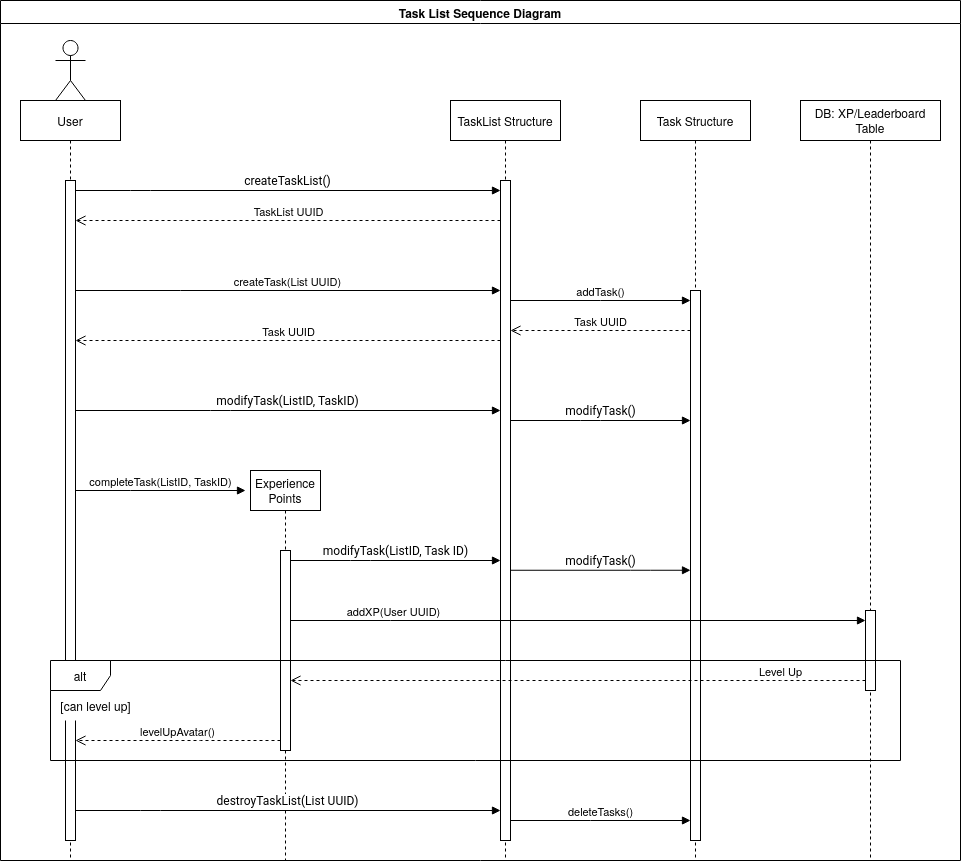 Task List Sequence Diagram
User
TaskList Structure
Task Structure
DB: XP/Leaderboard
Table
createTaskList()
TaskList UUID
createTask(List UUID)
addTask()
Task UUID
Task UUID
modifyTask(ListID, TaskID)
modifyTask()
completeTask(ListID, TaskID)
Experience
Points
modifyTask(ListID, Task ID)
modifyTask()
addXP(User UUID)
alt
Level Up
[can level up]
levelUpAvatar()
destroyTaskList(List UUID)
deleteTasks()